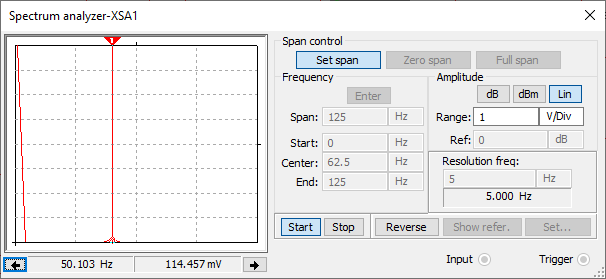 Spectrum analyzer-XSA1
Span control
Set span Zero span Full span
Frequency
Enter
Span: 125 Hz
Start: 0 Hz
Center: 62.5 Hz
End: 125 Hz
Amplitude
dB dBm Lin
Range: 1 V/Div
Ref: 0 dB
Resolution freq:
5 Hz
5.000 Hz
Start Stop Reverse Show refer. Set...
50.103 Hz 114.457 mV
Input Trigger